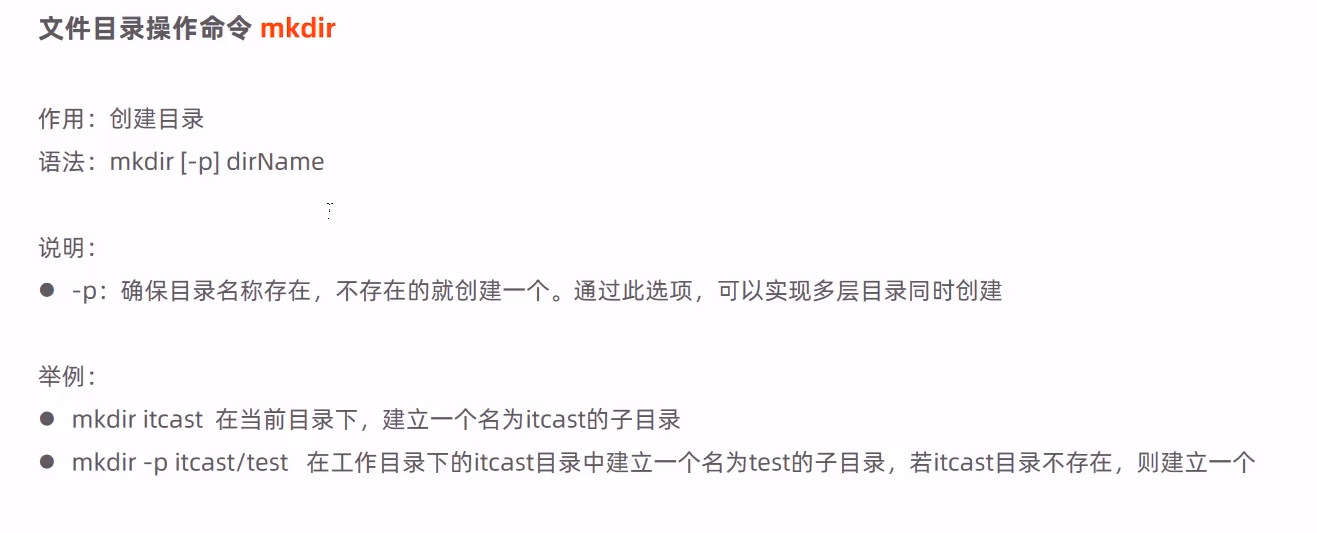 文件目录操作命令 mkdir
作用：创建目录
语法：mkdir [-p] dirName
说明：
● -p：确保目录名称存在，不存在的就创建一个。通过此选项，可以实现多层目录同时创建
举例：
● mkdir itcast 在当前目录下，建立一个名为itcast的子目录
● mkdir -p itcast/test 在工作目录下的itcast目录中建立一个名为test的子目录，若itcast目录不存在，则建立一个